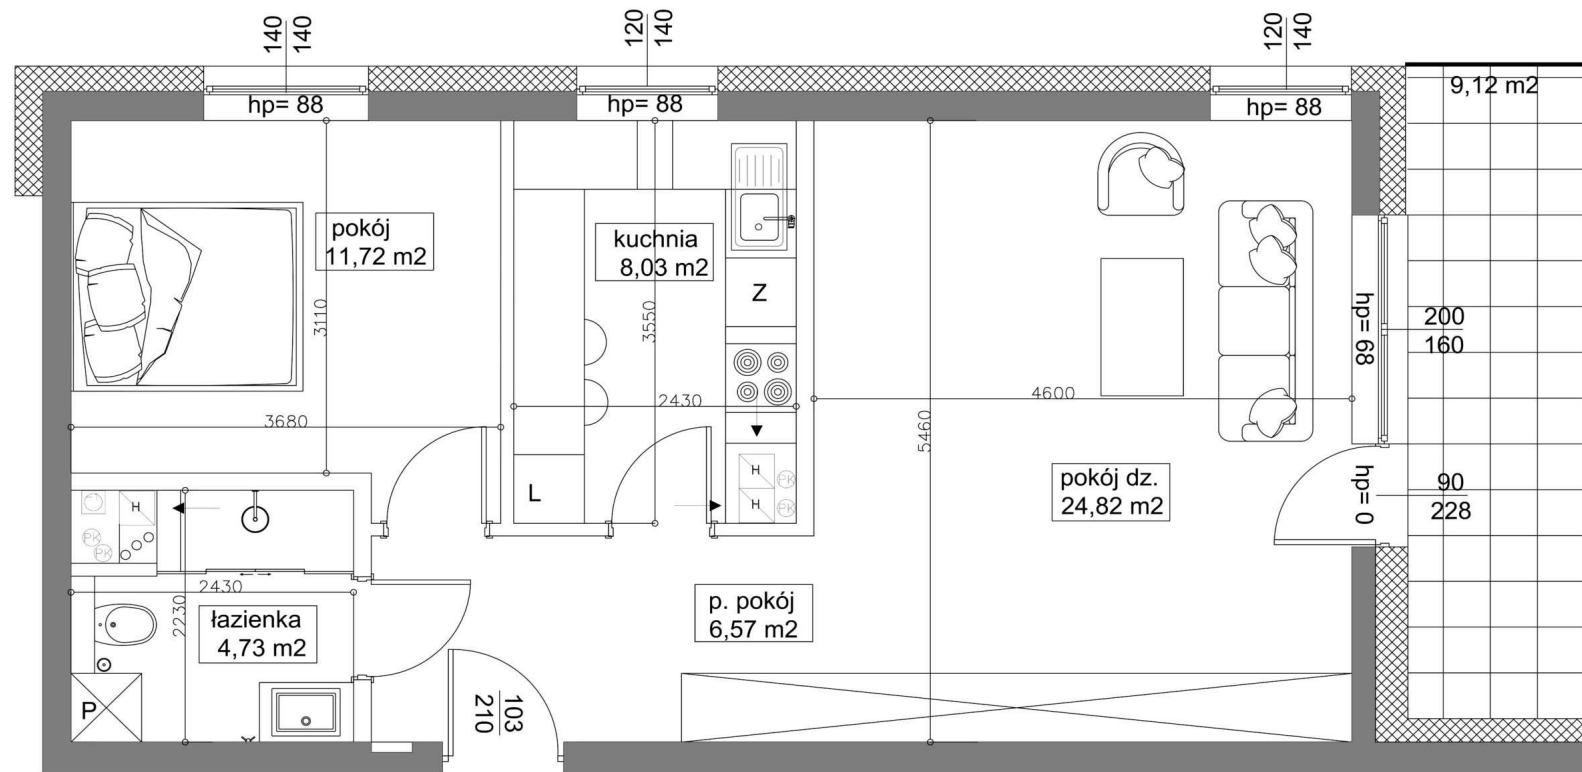 140
140
120
140
120
140
hp= 88
hp= 88
hp= 88
9,12 m2
pokój
11,72 m2
kuchnia
8,03 m2
Z
3110
3550
hp= 68
200
160
3680
2430
4600
5460
L
H
H
PK
PK
pokój dz.
24,82 m2
hp= 0
90
228
H
PK
PK
2430
2230
łazienka
4,73 m2
p. pokój
6,57 m2
P
103
210